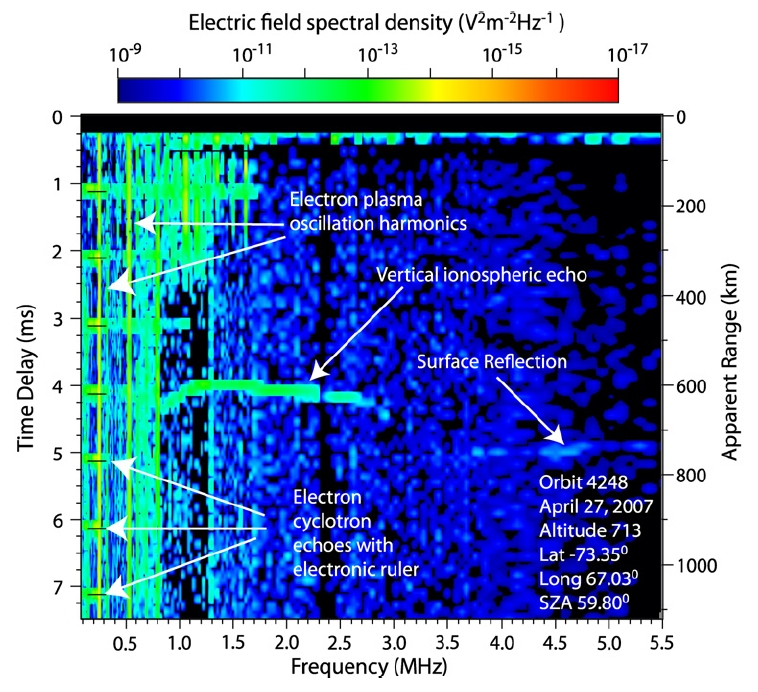 Electric field spectral density (V²m⁻²Hz⁻¹ )
10⁻⁹ 10⁻¹¹ 10⁻¹³ 10⁻¹⁵ 10⁻¹⁷
0
1
2
3
4
5
6
7
Time Delay (ms)
0
200
400
600
800
1000
Apparent Range (km)
Electron plasma
oscillation harmonics
Vertical ionospheric echo
Surface Reflection
Electron
cyclotron
echoes with
electronic ruler
Orbit 4248
April 27, 2007
Altitude 713
Lat -73.35⁰
Long 67.03⁰
SZA 59.80⁰
0.5 1.0 1.5 2.0 2.5 3.0 3.5 4.0 4.5 5.0 5.5
Frequency (MHz)